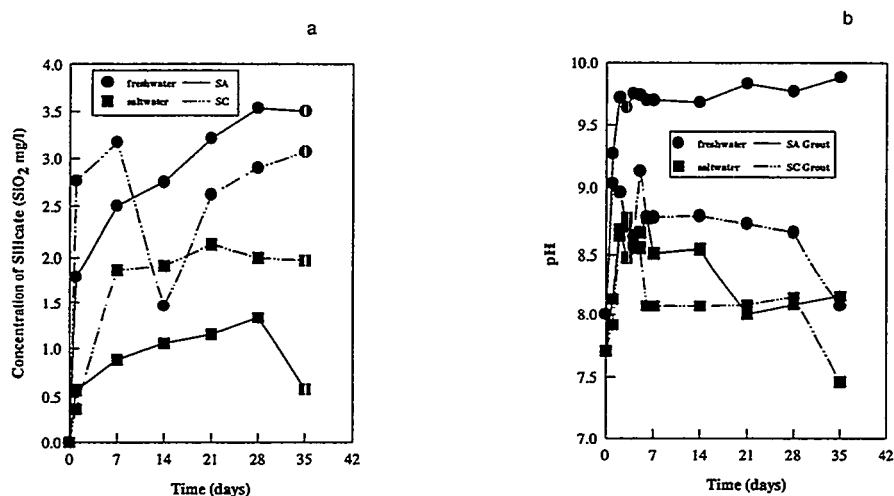 a
4.0
3.5
3.0
2.5
2.0
1.5
1.0
0.5
0.0
Concentration of Silicate (SiO2 mg/l)
freshwater SA
saltwater SC
0 7 14 21 28 35 42
Time (days)
b
10.0
9.5
9.0
8.5
8.0
7.5
7.0
pH
freshwater SA Grout
saltwater SC Grout
0 7 14 21 28 35 42
Time (days)